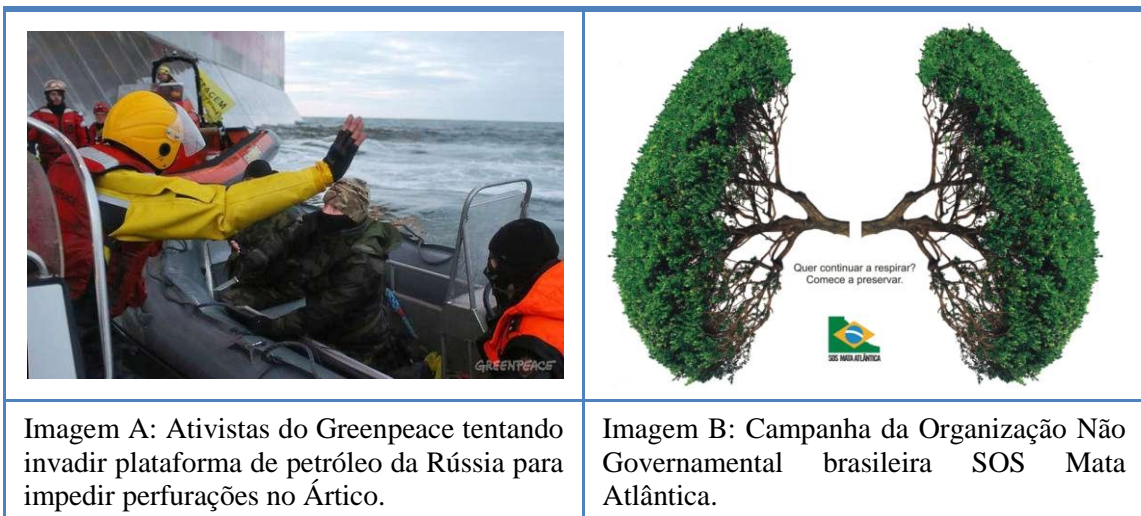 GREENPEACE
Quer continuar a respirar?
Comece a preservar.
SOS MATA ATLÂNTICA
Imagem A: Ativistas do Greenpeace tentando
invadir plataforma de petróleo da Rússia para
impedir perfurações no Ártico.
Imagem B: Campanha da Organização Não
Governamental brasileira SOS Mata
Atlântica.